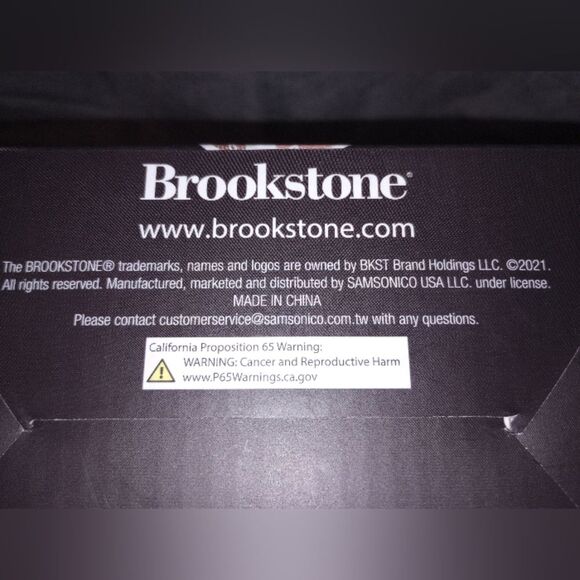 Brookstone®
www.brookstone.com
The BROOKSTONE® trademarks, names and logos are owned by BKST Brand Holdings LLC. ©2021.
All rights reserved. Manufactured, marketed and distributed by SAMSONICO USA LLC. under license.
MADE IN CHINA
Please contact customerservice@samsonico.com.tw with any questions.
California Proposition 65 Warning:
WARNING: Cancer and Reproductive Harm
www.P65Warnings.ca.gov